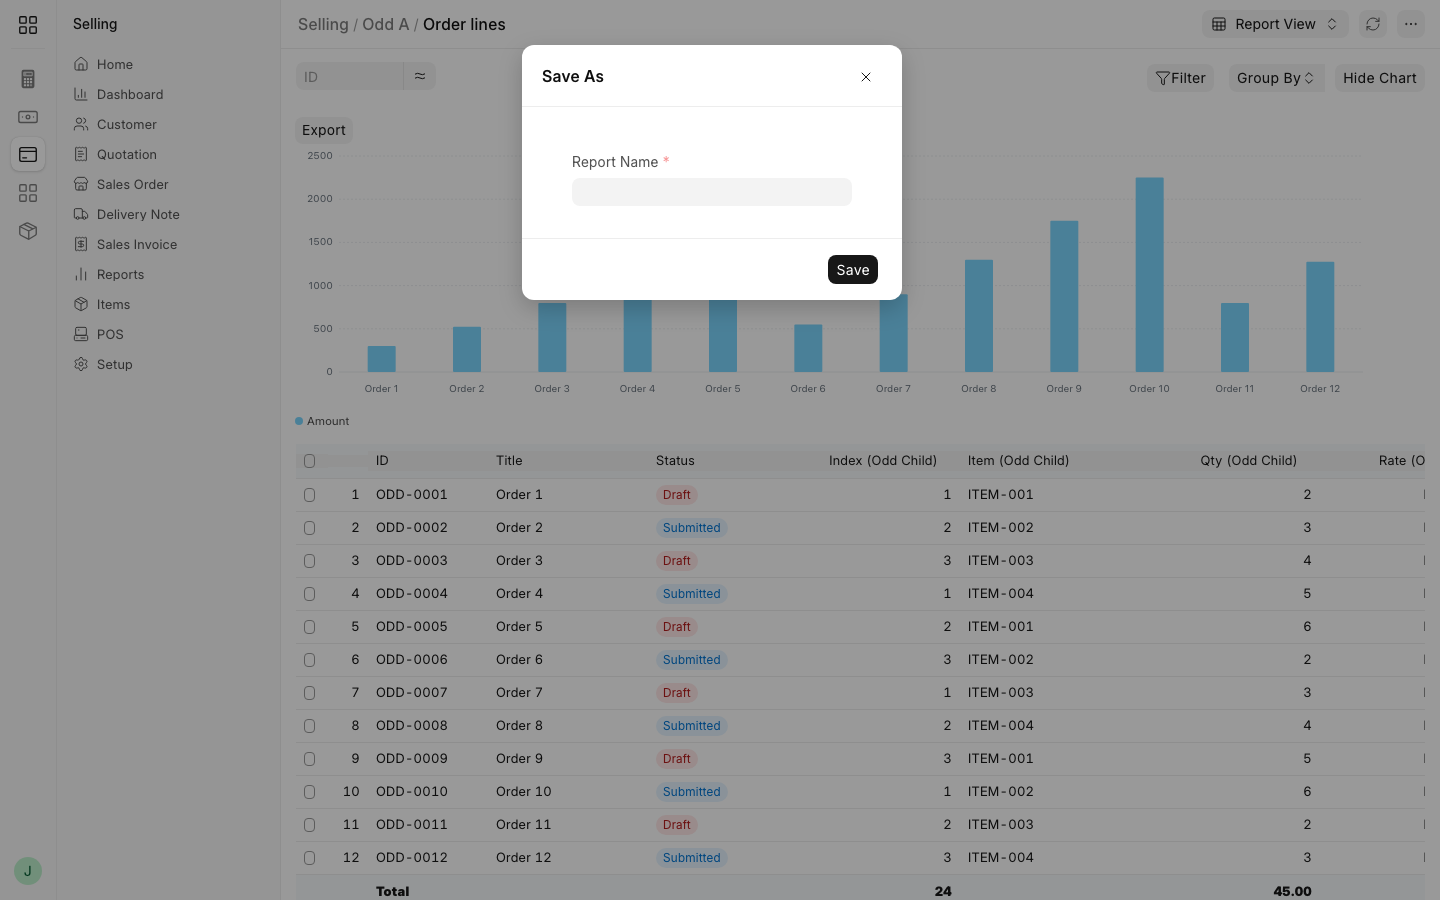 Selling
Home
Dashboard
Customer
Quotation
Sales Order
Delivery Note
Sales Invoice
Reports
Items
POS
Setup
J
Selling / Odd A / Order lines
Report View
ID ≈
Filter Group By Hide Chart
Export
Save As
Report Name *
Save
2500
2000
1500
1000
500
0
Order 1 Order 2 Order 3 Order 4 Order 5 Order 6 Order 7 Order 8 Order 9 Order 10 Order 11 Order 12
Amount
ID Title Status Index (Odd Child) Item (Odd Child) Qty (Odd Child) Rate (O
1 ODD-0001 Order 1 Draft 1 ITEM-001 2
2 ODD-0002 Order 2 Submitted 2 ITEM-002 3
3 ODD-0003 Order 3 Draft 3 ITEM-003 4
4 ODD-0004 Order 4 Submitted 1 ITEM-004 5
5 ODD-0005 Order 5 Draft 2 ITEM-001 6
6 ODD-0006 Order 6 Submitted 3 ITEM-002 2
7 ODD-0007 Order 7 Draft 1 ITEM-003 3
8 ODD-0008 Order 8 Submitted 2 ITEM-004 4
9 ODD-0009 Order 9 Draft 3 ITEM-001 5
10 ODD-0010 Order 10 Submitted 1 ITEM-002 6
11 ODD-0011 Order 11 Draft 2 ITEM-003 2
12 ODD-0012 Order 12 Submitted 3 ITEM-004 3
Total 24 45.00